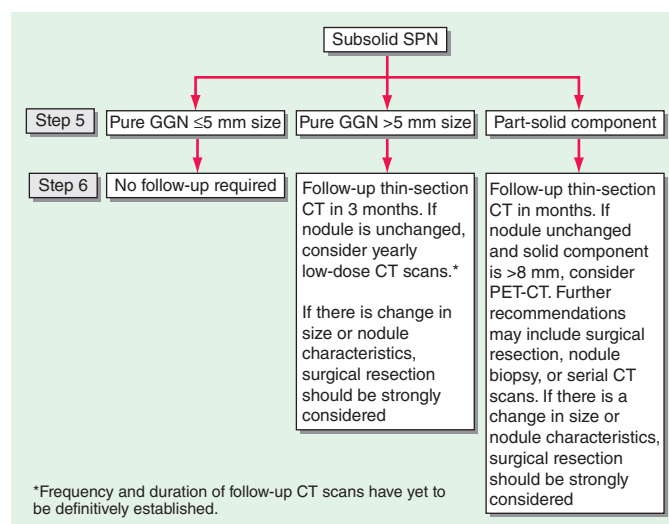 Subsolid SPN
Step 5
Pure GGN ≤5 mm size
Pure GGN >5 mm size
Part-solid component
Step 6
No follow-up required
Follow-up thin-section
CT in 3 months. If
nodule is unchanged,
consider yearly
low-dose CT scans.*
If there is change in
size or nodule
characteristics,
surgical resection
should be strongly
considered
Follow-up thin-section
CT in months. If
nodule unchanged
and solid component
is >8 mm, consider
PET-CT. Further
recommendations
may include surgical
resection, nodule
biopsy, or serial CT
scans. If there is a
change in size or
nodule characteristics,
surgical resection
should be strongly
considered
*Frequency and duration of follow-up CT scans have yet to
be definitively established.